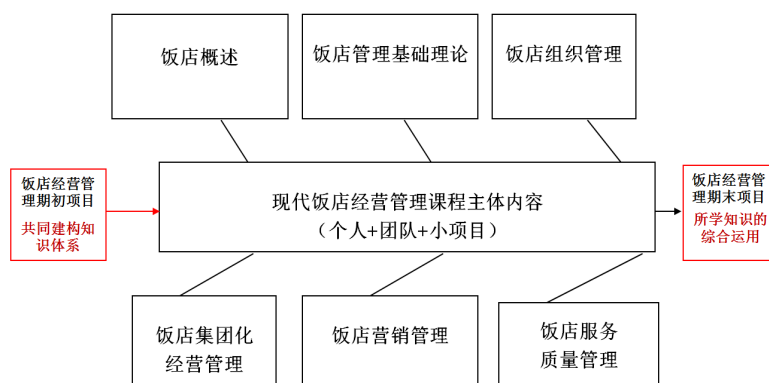 饭店概述
饭店管理基础理论
饭店组织管理
饭店经营管
理期初项目
共同建构知
识体系
现代饭店经营管理课程主体内容
（个人+团队+小项目）
饭店经营管
理期末项目
所学知识的
综合运用
饭店集团化
经营管理
饭店营销管理
饭店服务
质量管理